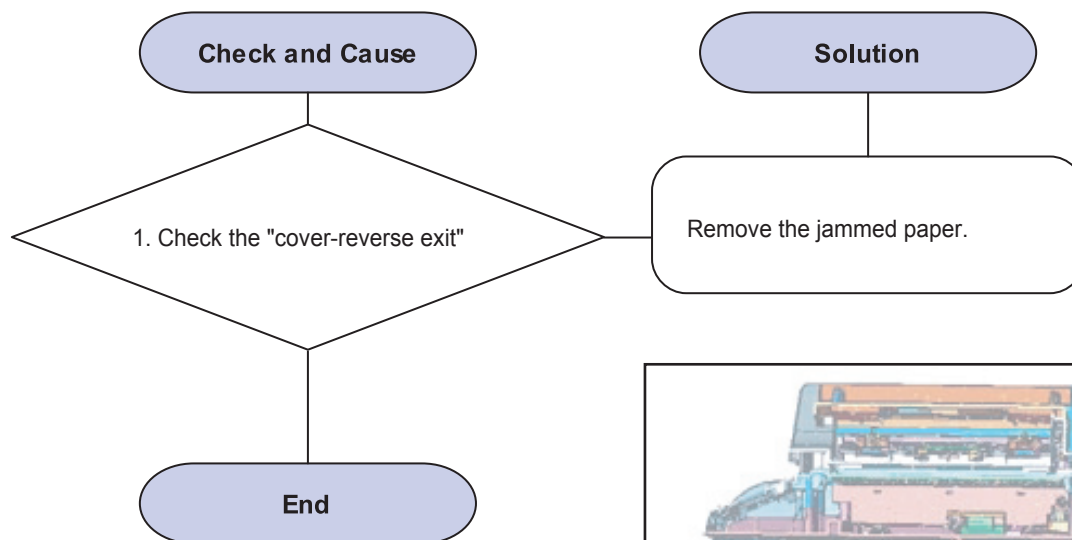 Check and Cause
Solution
1. Check the "cover-reverse exit"
Remove the jammed paper.
End